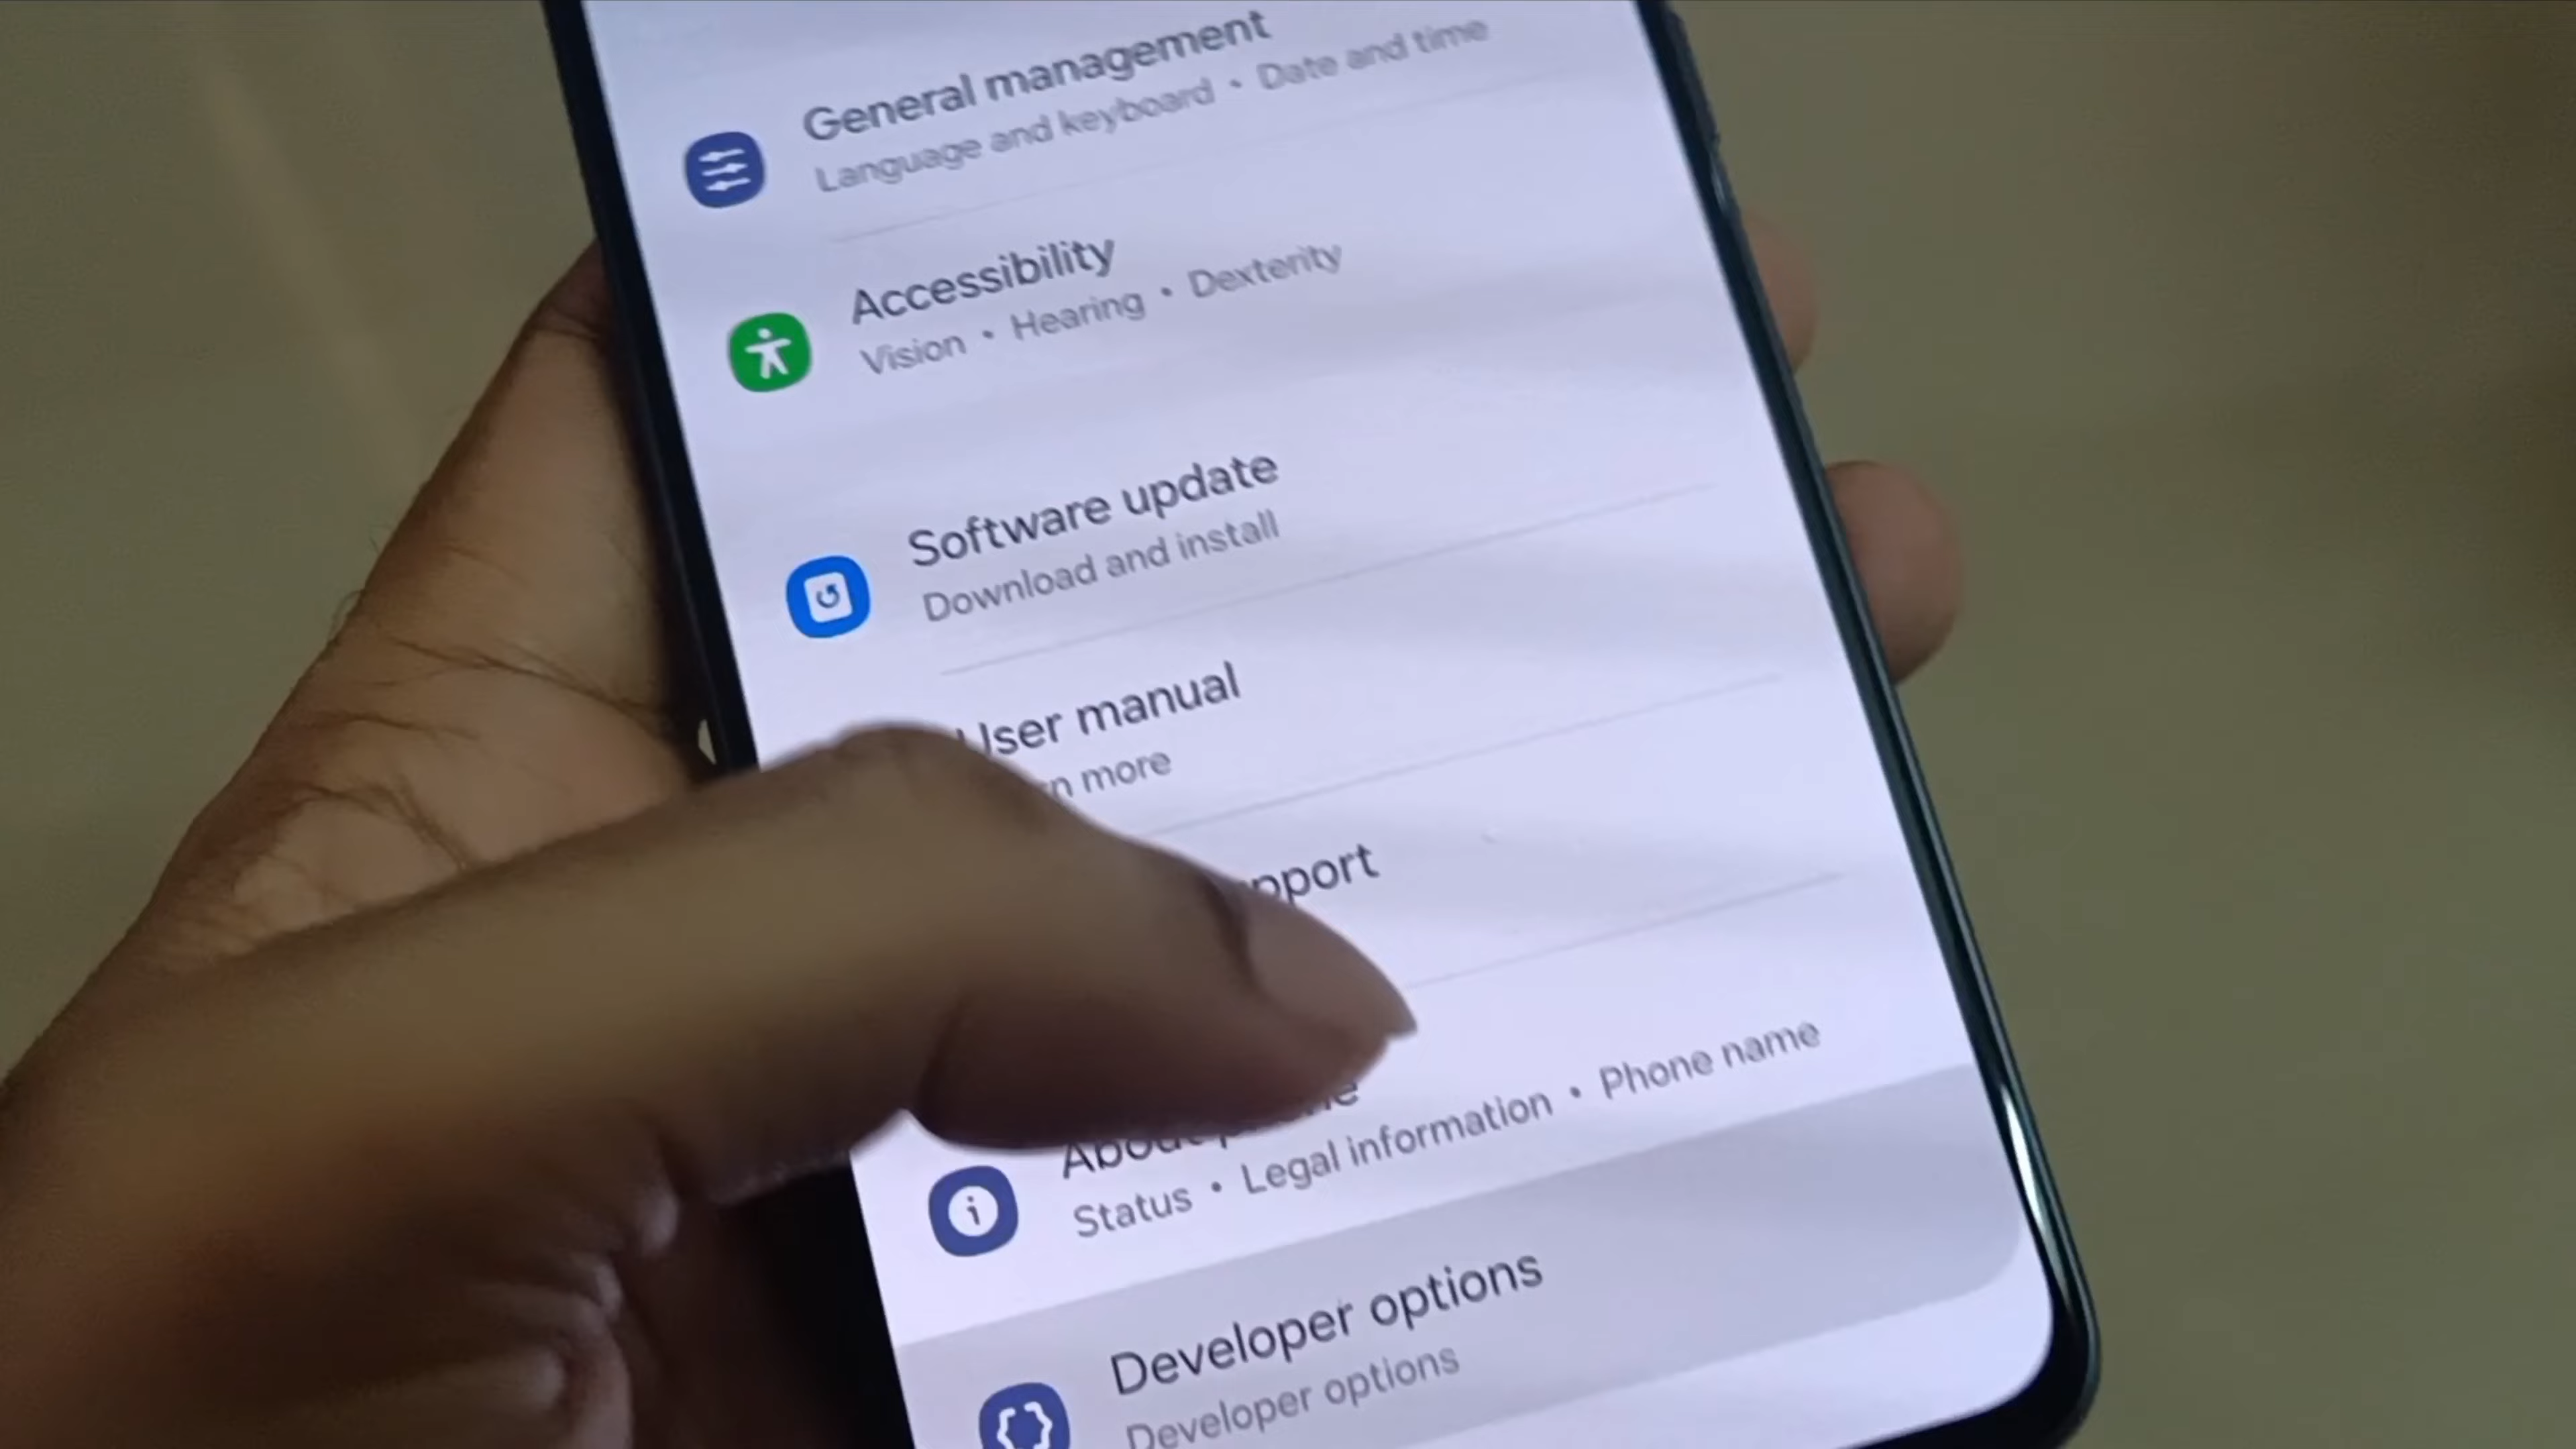 General management
Language and keyboard • Date and time
Accessibility
Vision • Hearing • Dexterity
Software update
Download and install
User manual
more
About
Status • Legal information • Phone name
Developer options
Developer options